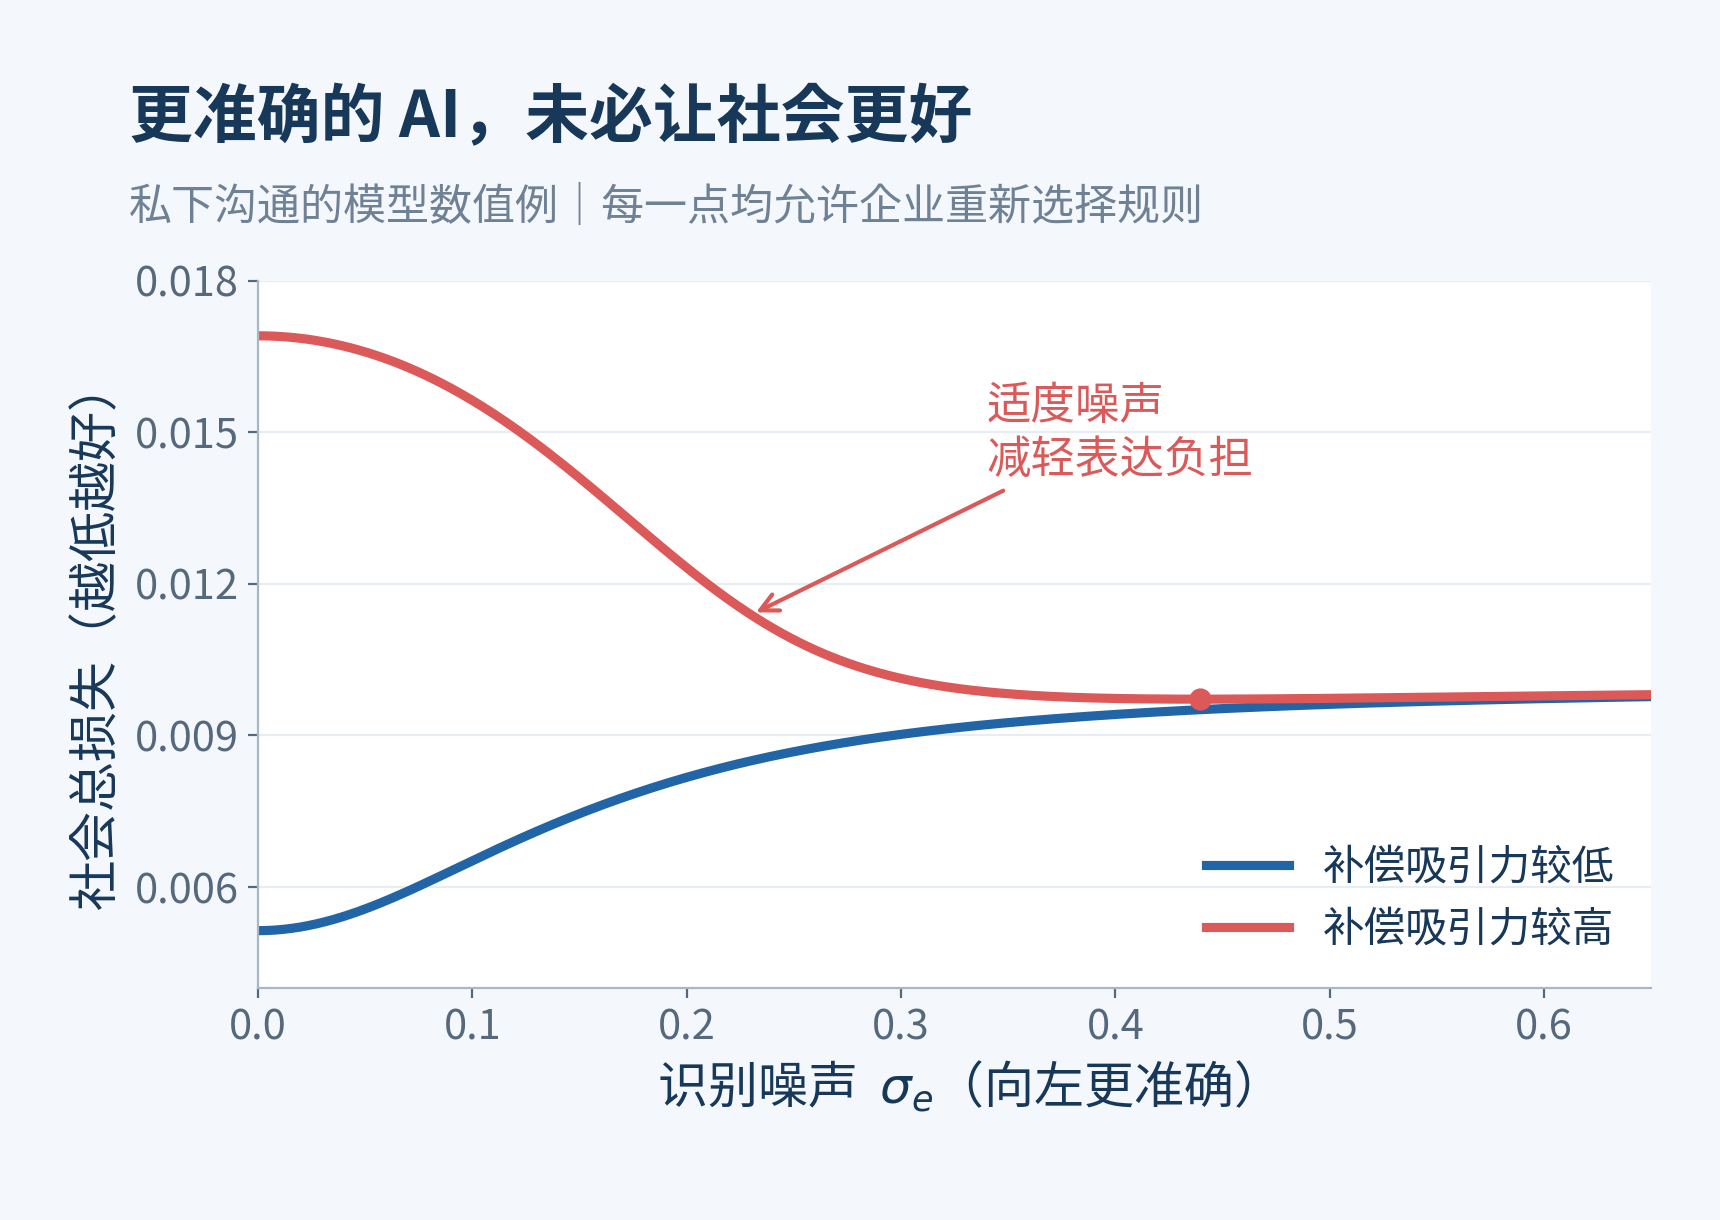 更准确的 AI，未必让社会更好
私下沟通的模型数值例｜每一点均允许企业重新选择规则
社会总损失（越低越好）
0.018
0.015
0.012
0.009
0.006
适度噪声
减轻表达负担
补偿吸引力较低
补偿吸引力较高
0.0 0.1 0.2 0.3 0.4 0.5 0.6
识别噪声 σe（向左更准确）